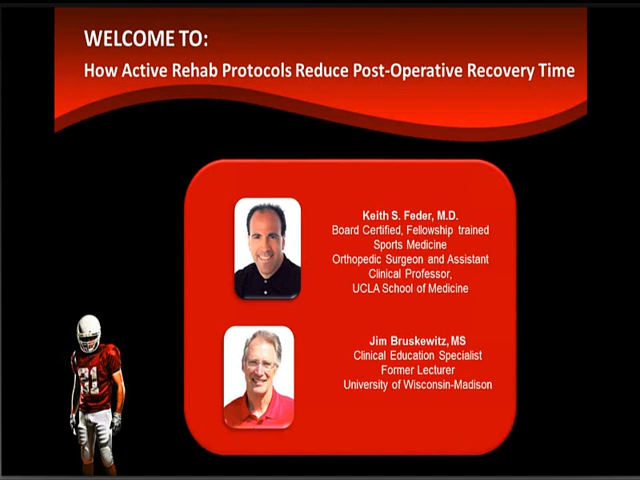 WELCOME TO:
How Active Rehab Protocols Reduce Post-Operative Recovery Time
Keith S. Feder, M.D.
Board Certified, Fellowship trained
Sports Medicine
Orthopedic Surgeon and Assistant
Clinical Professor,
UCLA School of Medicine
Jim Bruskewitz, MS
Clinical Education Specialist
Former Lecturer
University of Wisconsin-Madison
21